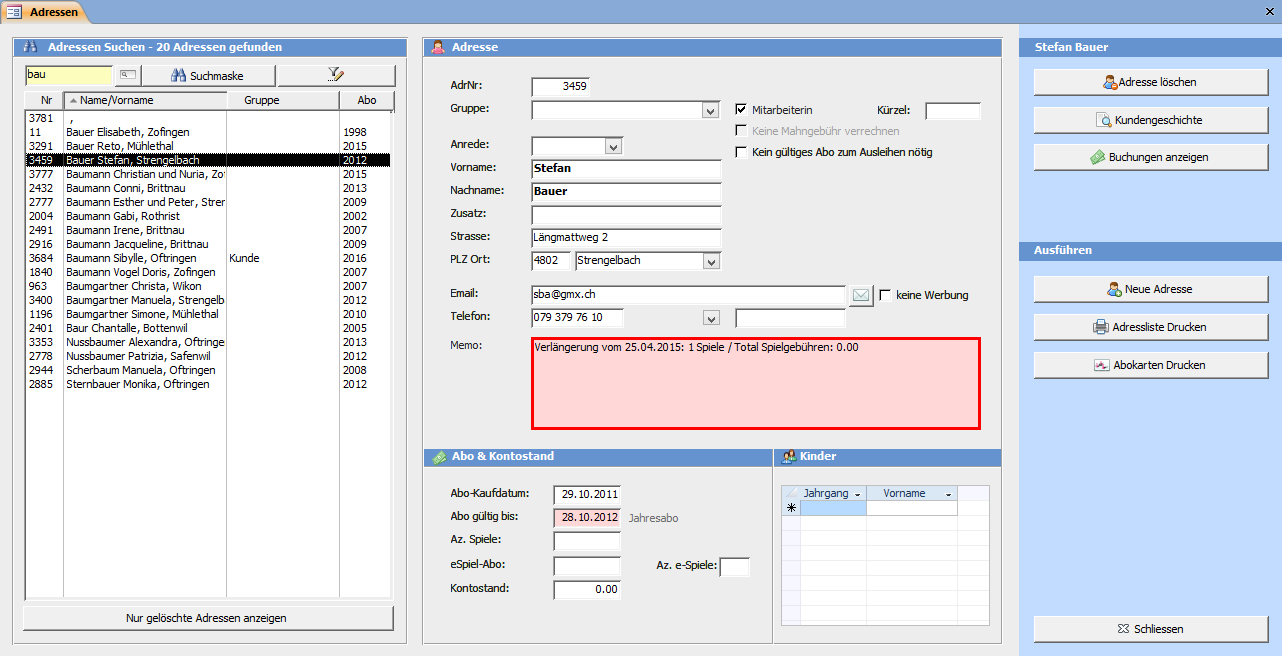 Adressen
Adressen Suchen - 20 Adressen gefunden
bau
Suchmaske
Nr Name/Vorname Gruppe Abo
3781 ,
11 Bauer Elisabeth, Zofingen 1998
3291 Bauer Reto, Mühlethal 2015
3459 Bauer Stefan, Strengelbach 2012
3777 Baumann Christian und Nuria, Zo 2015
2432 Baumann Conni, Brittnau 2013
2777 Baumann Esther und Peter, Stren 2009
2004 Baumann Gabi, Rothrist 2002
2491 Baumann Irene, Brittnau 2007
2916 Baumann Jacqueline, Brittnau 2009
3684 Baumann Sibylle, Oftringen Kunde 2016
1840 Baumann Vogel Doris, Zofingen 2007
963 Baumgartner Christa, Wikon 2007
3400 Baumgartner Manuela, Strengelb 2012
1196 Baumgartner Simone, Mühlethal 2010
2401 Baur Chantalle, Bottenwil 2005
3353 Nussbaumer Alexandra, Oftringe 2013
2778 Nussbaumer Patrizia, Safenwil 2012
2944 Scherbaum Manuela, Oftringen 2008
2885 Sternbauer Monika, Oftringen 2012
Nur gelöschte Adressen anzeigen
Adresse
AdrNr: 3459
Gruppe: Mitarbeiterin Kürzel:
Keine Mahngebühr verrechnen
Anrede: Kein gültiges Abo zum Ausleihen nötig
Vorname: Stefan
Nachname: Bauer
Zusatz:
Strasse: Längmattweg 2
PLZ Ort: 4802 Strengelbach
Email: sba@gmx.ch keine Werbung
Telefon: 079 379 76 10
Memo: Verlängerung vom 25.04.2015: 1 Spiele / Total Spielgebühren: 0.00
Abo & Kontostand
Abo-Kaufdatum: 29.10.2011
Abo gültig bis: 28.10.2012 Jahresabo
Az. Spiele:
eSpiel-Abo: Az. e-Spiele:
Kontostand: 0.00
Kinder
Jahrgang Vorname
Stefan Bauer
Adresse löschen
Kundengeschichte
Buchungen anzeigen
Ausführen
Neue Adresse
Adressliste Drucken
Abokarten Drucken
Schliessen